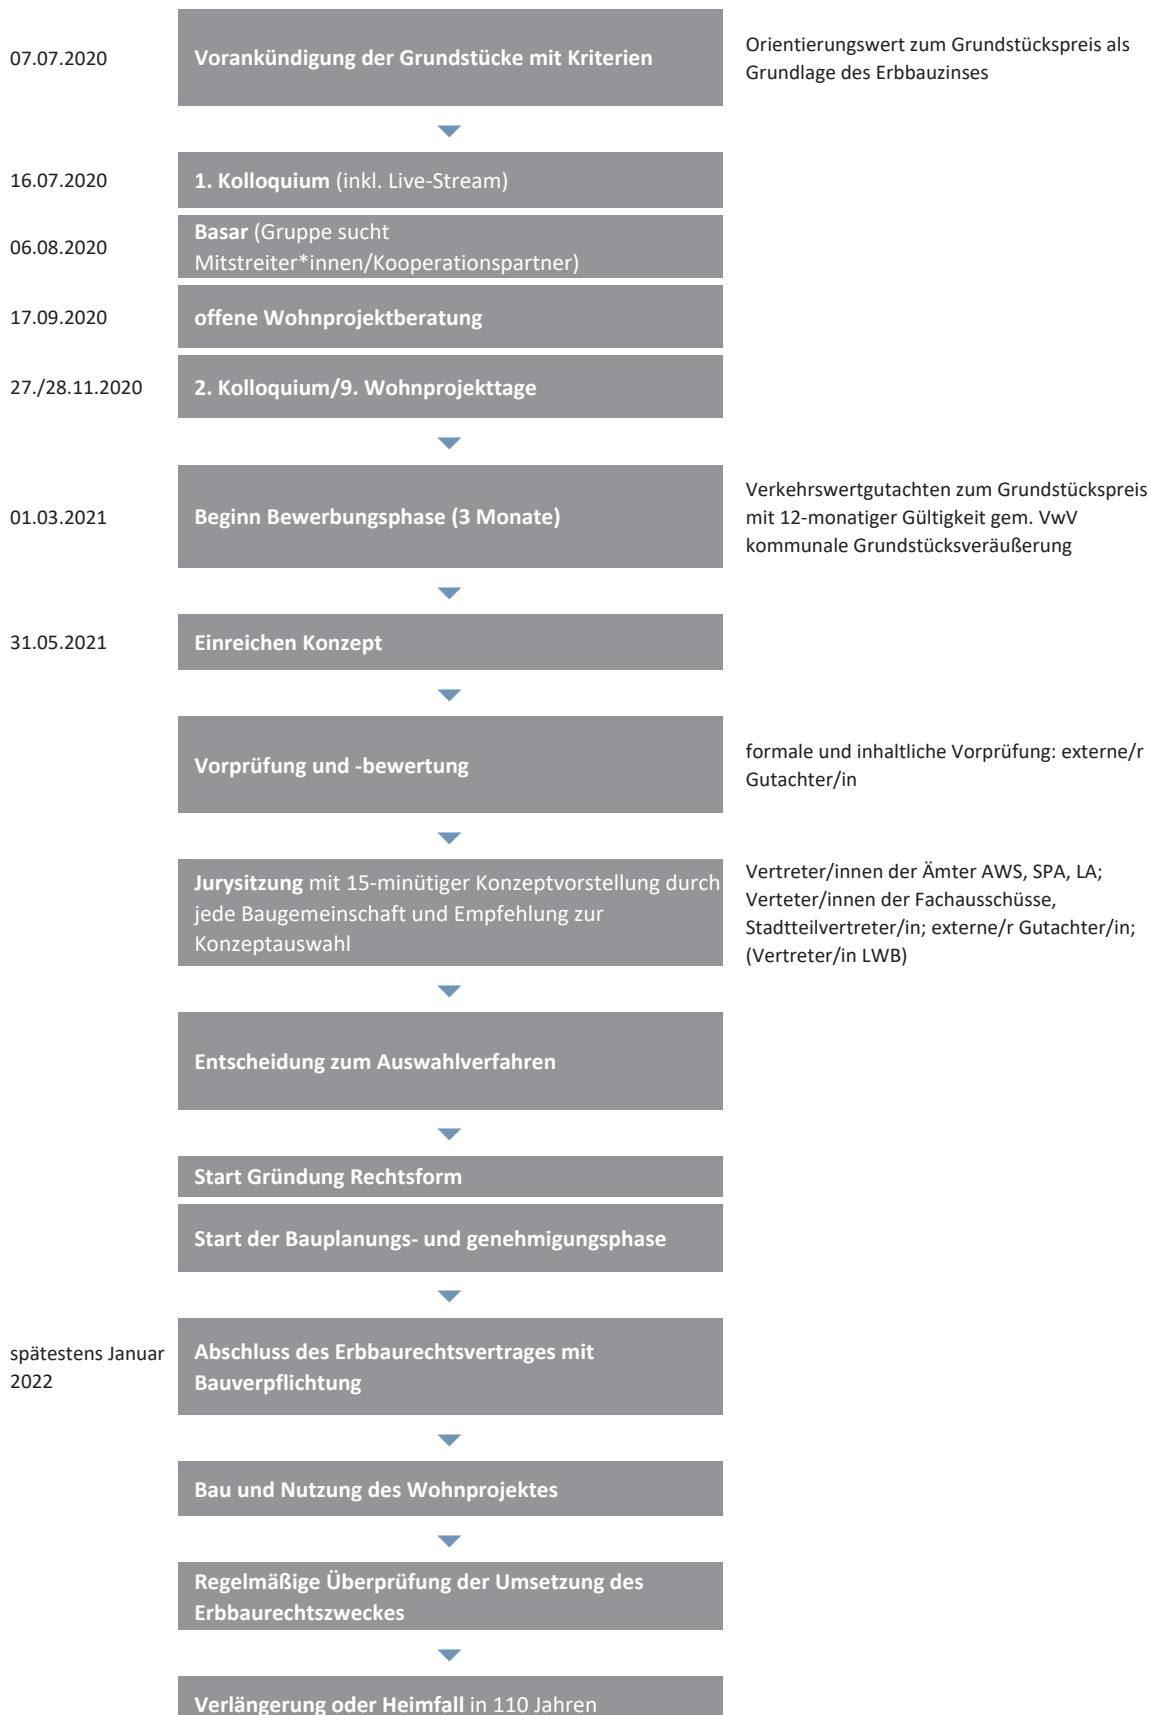 07.07.2020
Vorankündigung der Grundstücke mit Kriterien
Orientierungswert zum Grundstückspreis als
Grundlage des Erbbauzinses
16.07.2020
1. Kolloquium (inkl. Live-Stream)
06.08.2020
Basar (Gruppe sucht
Mitstreiter*innen/Kooperationspartner)
17.09.2020
offene Wohnprojektberatung
27./28.11.2020
2. Kolloquium/9. Wohnprojekttage
01.03.2021
Beginn Bewerbungsphase (3 Monate)
Verkehrswertgutachten zum Grundstückspreis
mit 12-monatiger Gültigkeit gem. VwV
kommunale Grundstücksveräußerung
31.05.2021
Einreichen Konzept
Vorprüfung und -bewertung
formale und inhaltliche Vorprüfung: externe/r
Gutachter/in
Jurysitzung mit 15-minütiger Konzeptvorstellung durch
jede Baugemeinschaft und Empfehlung zur
Konzeptauswahl
Vertreter/innen der Ämter AWS, SPA, LA;
Verteter/innen der Fachausschüsse,
Stadtteilvertreter/in; externe/r Gutachter/in;
(Vertreter/in LWB)
Entscheidung zum Auswahlverfahren
Start Gründung Rechtsform
Start der Bauplanungs- und genehmigungsphase
spätestens Januar
2022
Abschluss des Erbbaurechtsvertrages mit
Bauverpflichtung
Bau und Nutzung des Wohnprojektes
Regelmäßige Überprüfung der Umsetzung des
Erbbaurechtszweckes
Verlängerung oder Heimfall in 110 Jahren